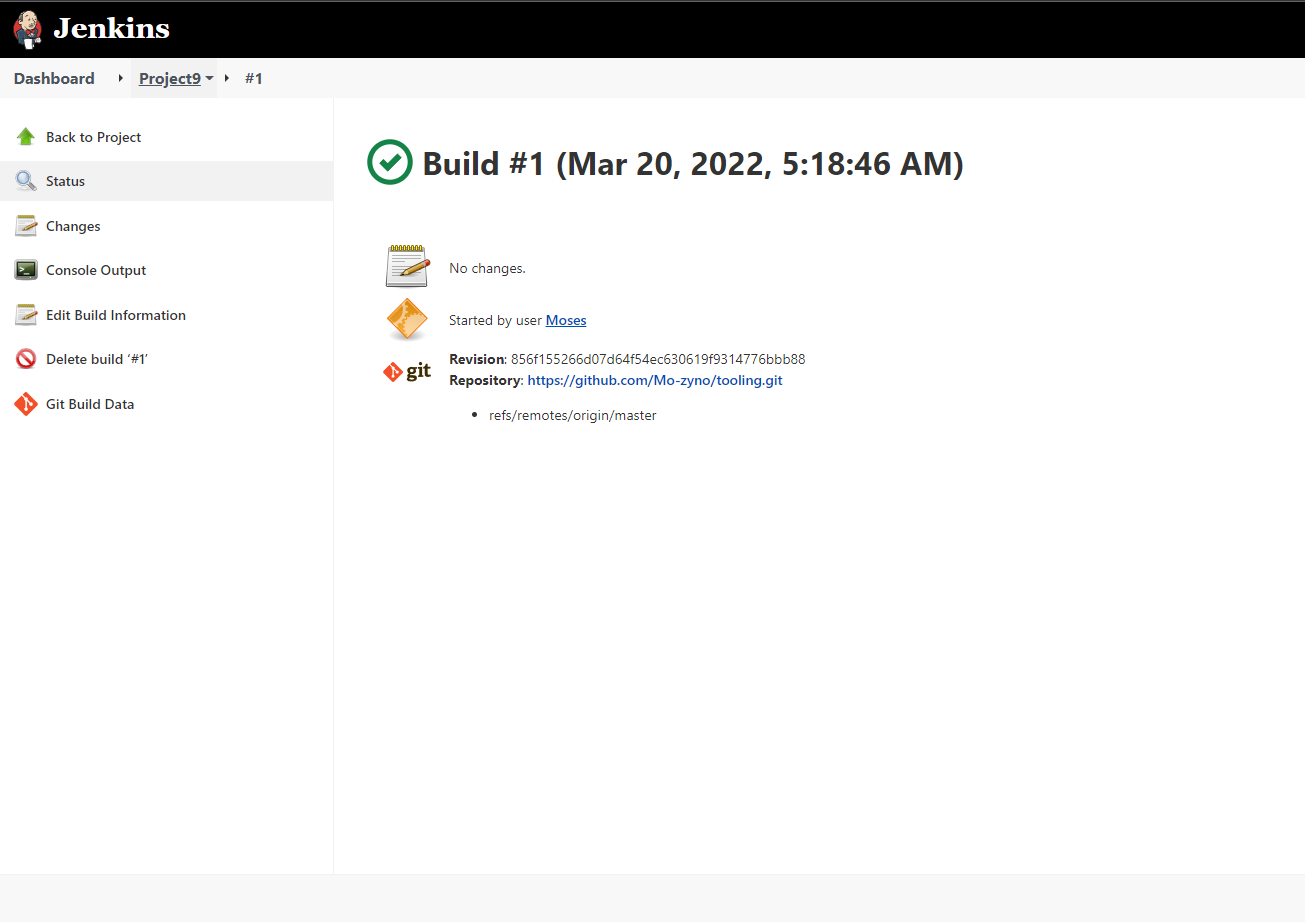 Jenkins
Dashboard Project9 #1
Back to Project
Status
Changes
Console Output
Edit Build Information
Delete build ‘#1’
Git Build Data
Build #1 (Mar 20, 2022, 5:18:46 AM)
No changes.
Started by user Moses
git
Revision: 856f155266d07d64f54ec630619f9314776bbb88
Repository: https://github.com/Mo-zyno/tooling.git
refs/remotes/origin/master